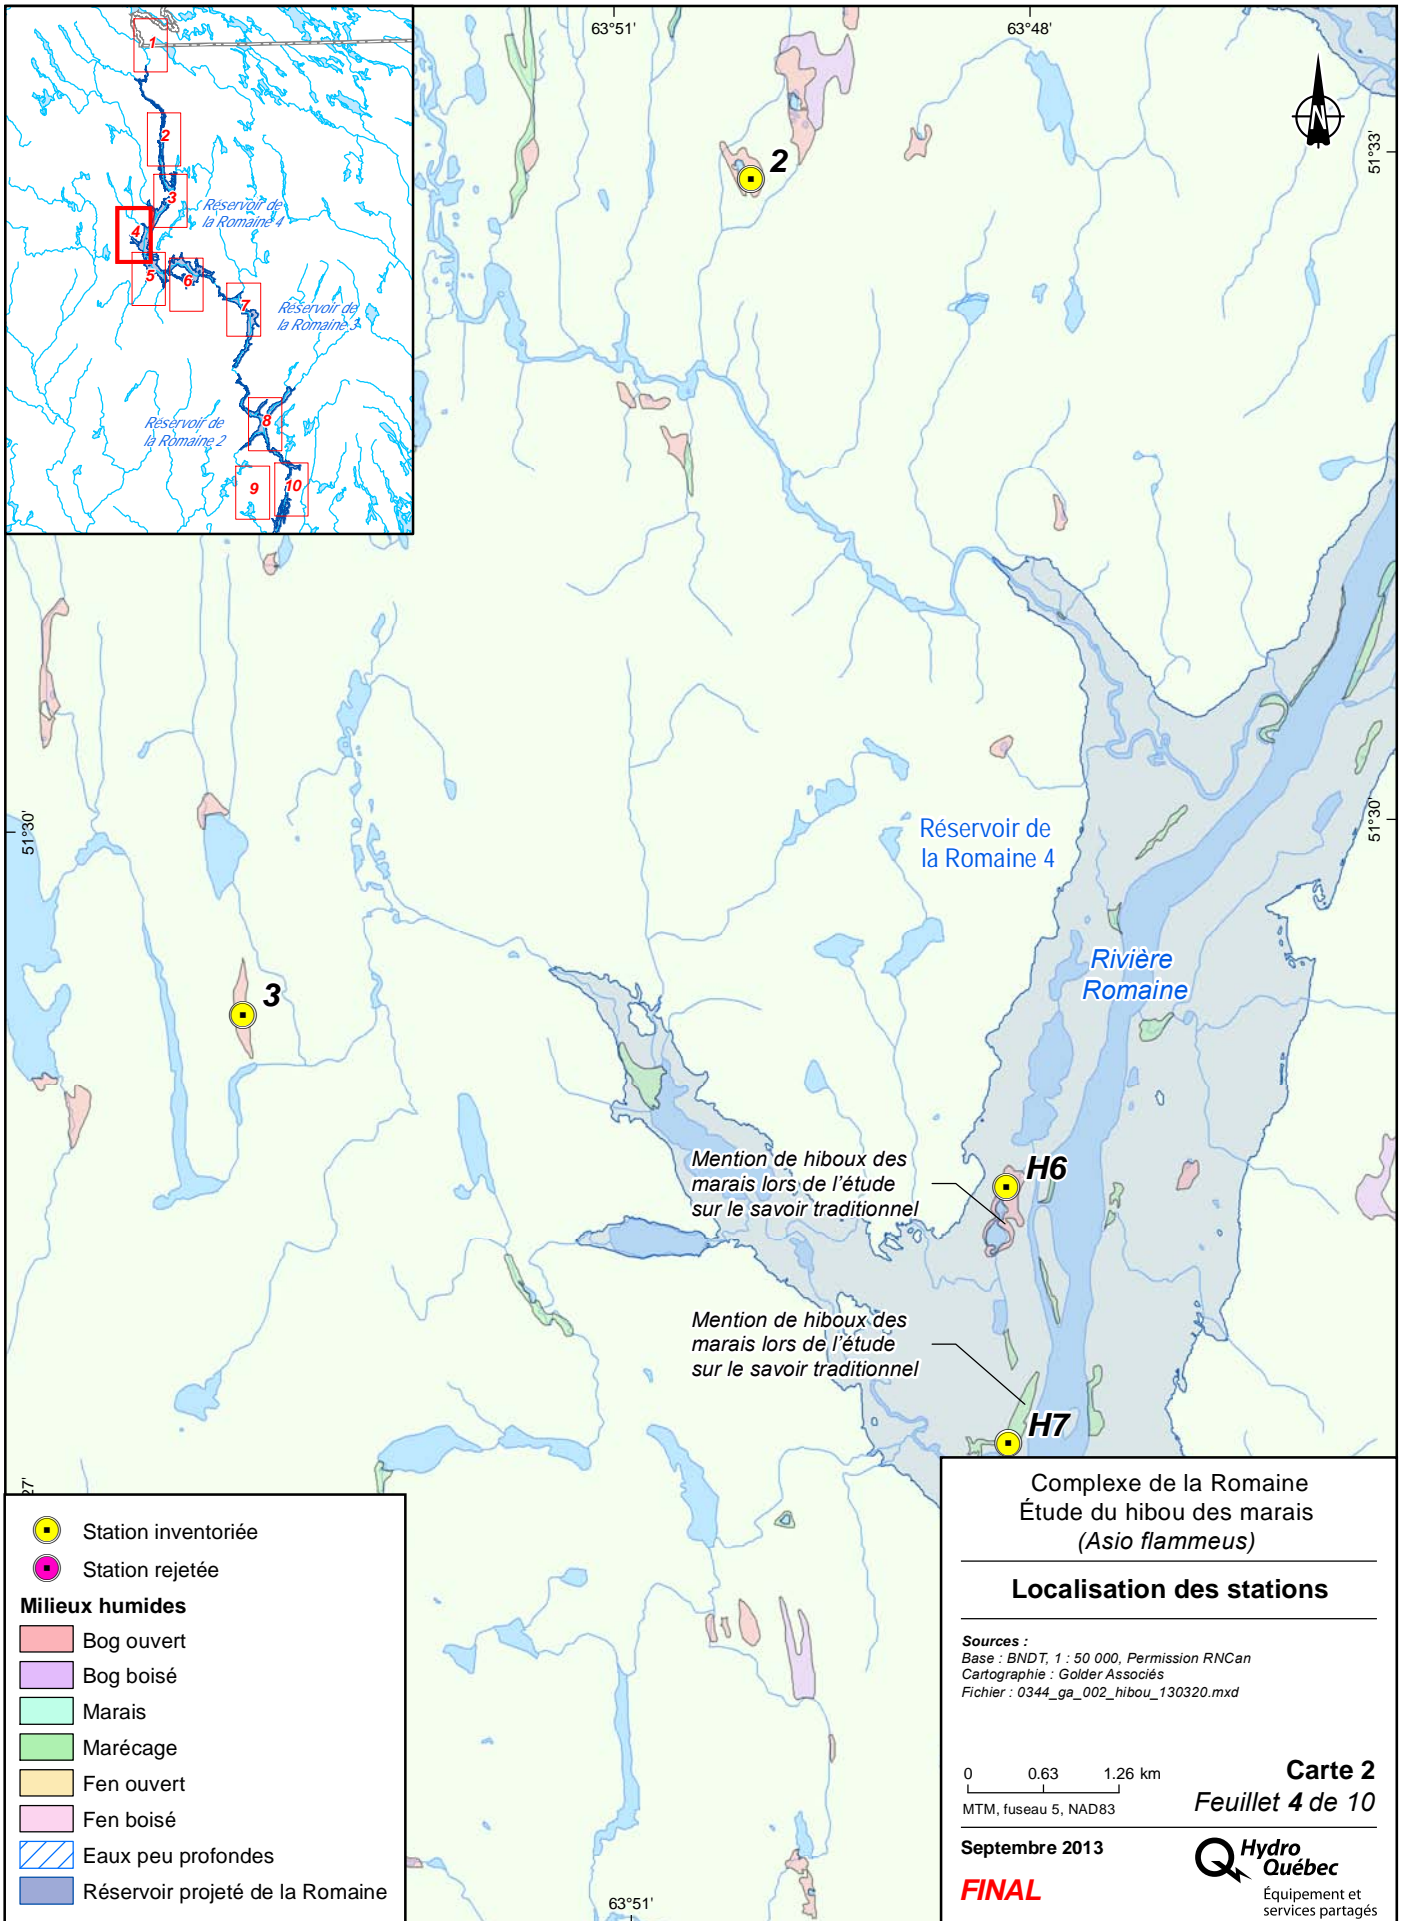 63°51'
63°48'
51°33'
1
2
3
Réservoir de
la Romaine 4
4
5
6
7
Réservoir de
la Romaine 3
8
Réservoir de
la Romaine 2
9
10
2
51°30'
51°30'
Réservoir de
la Romaine 4
Rivière
Romaine
3
Mention de hiboux des
marais lors de l'étude
sur le savoir traditionnel
H6
Mention de hiboux des
marais lors de l'étude
sur le savoir traditionnel
H7
27'
Station inventoriée
Station rejetée
Milieux humides
Bog ouvert
Bog boisé
Marais
Marécage
Fen ouvert
Fen boisé
Eaux peu profondes
Réservoir projeté de la Romaine
63°51'
Complexe de la Romaine
Étude du hibou des marais
(Asio flammeus)
Localisation des stations
Sources :
Base : BNDT, 1 : 50 000, Permission RNCan
Cartographie : Golder Associés
Fichier : 0344_ga_002_hibou_130320.mxd
0 0.63 1.26 km
MTM, fuseau 5, NAD83
Carte 2
Feuillet 4 de 10
Septembre 2013
FINAL
Hydro
Québec
Équipement et
services partagés
N